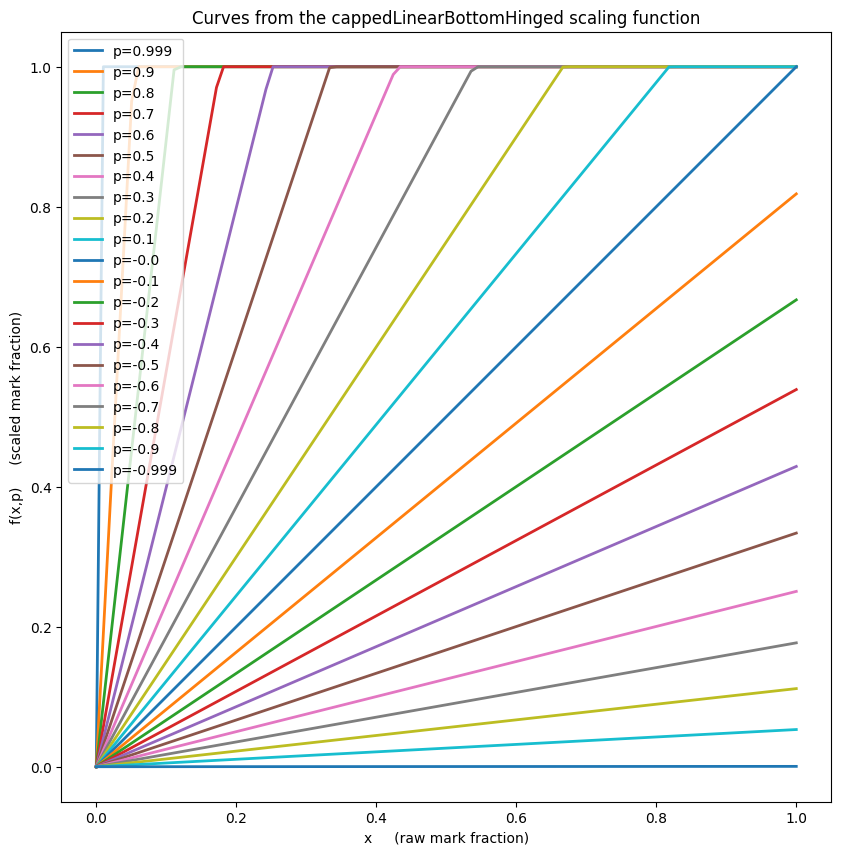 Curves from the cappedLinearBottomHinged scaling function
p=0.999
p=0.9
p=0.8
p=0.7
p=0.6
p=0.5
p=0.4
p=0.3
p=0.2
p=0.1
p=-0.0
p=-0.1
p=-0.2
p=-0.3
p=-0.4
p=-0.5
p=-0.6
p=-0.7
p=-0.8
p=-0.9
p=-0.999
1.0
0.8
0.6
0.4
0.2
0.0
f(x,p) (scaled mark fraction)
0.0 0.2 0.4 0.6 0.8 1.0
x (raw mark fraction)